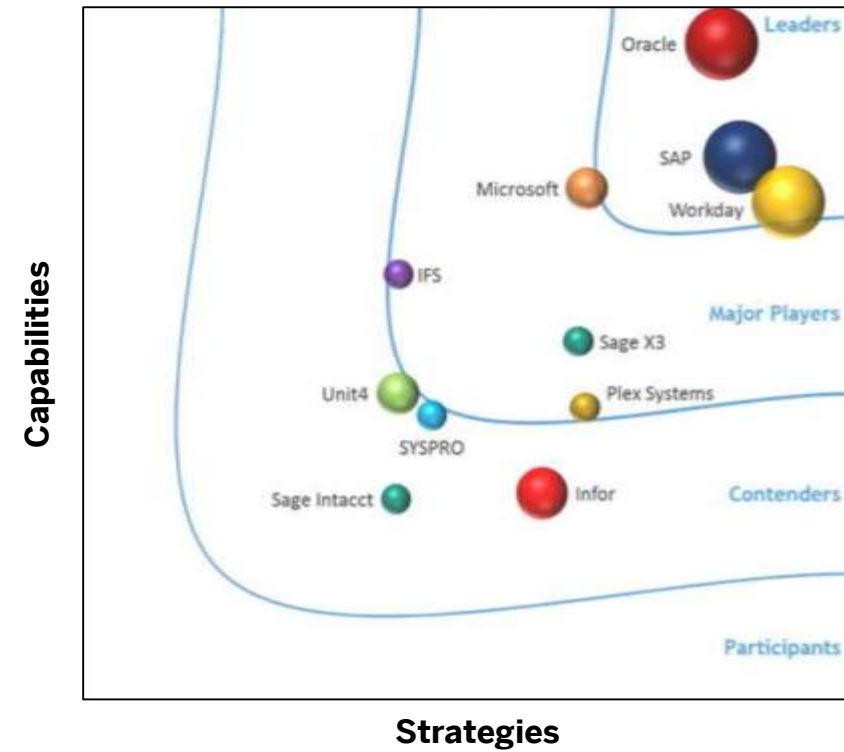 Leaders
Oracle
SAP
Microsoft
Workday
IFS
Major Players
Sage X3
Unit4
Plex Systems
SYSPRO
Sage Intacct
Infor
Contenders
Participants
Capabilities
Strategies